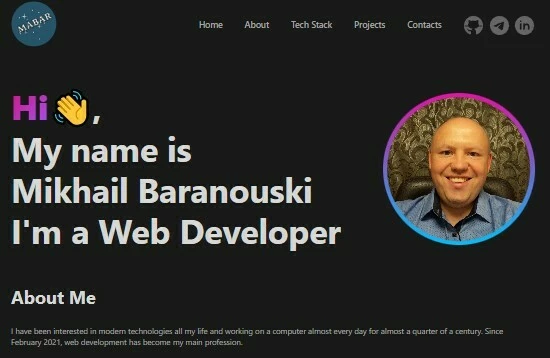 MABAR
Home About Tech Stack Projects Contacts
Hi 👋,
My name is
Mikhail Baranouski
I'm a Web Developer
About Me
I have been interested in modern technologies all my life and working on a computer almost every day for almost a quarter of a century. Since
February 2021, web development has become my main profession.